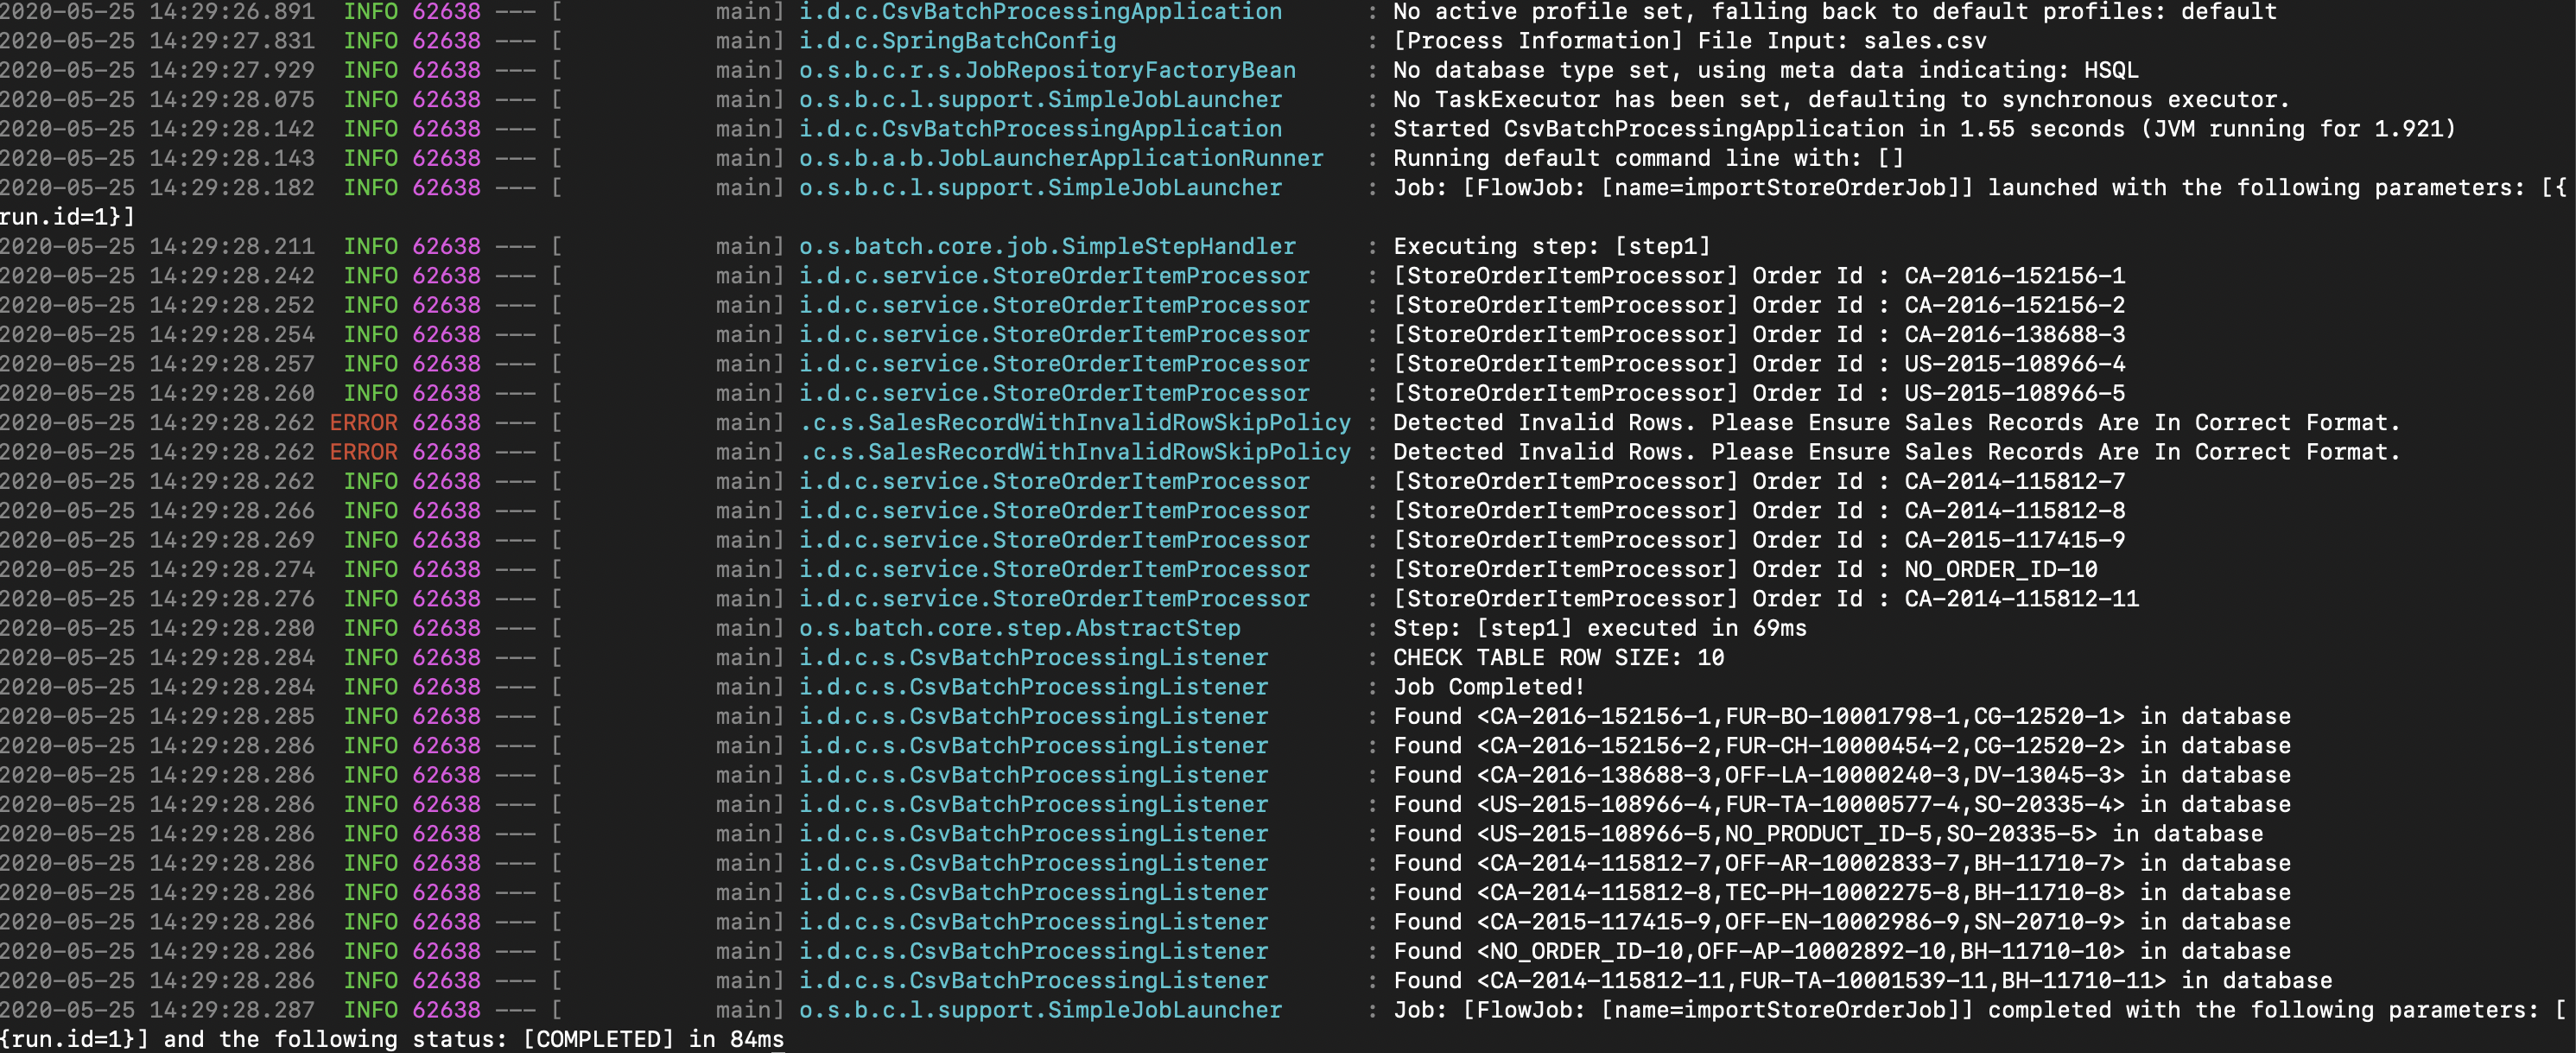 2020-05-25 14:29:26.891  INFO 62638 --- [           main] i.d.c.CsvBatchProcessingApplication      : No active profile set, falling back to default profiles: default
2020-05-25 14:29:27.831  INFO 62638 --- [           main] i.d.c.SpringBatchConfig                  : [Process Information] File Input: sales.csv
2020-05-25 14:29:27.929  INFO 62638 --- [           main] o.s.b.c.r.s.JobRepositoryFactoryBean     : No database type set, using meta data indicating: HSQL
2020-05-25 14:29:28.075  INFO 62638 --- [           main] o.s.b.c.l.support.SimpleJobLauncher      : No TaskExecutor has been set, defaulting to synchronous executor.
2020-05-25 14:29:28.142  INFO 62638 --- [           main] i.d.c.CsvBatchProcessingApplication      : Started CsvBatchProcessingApplication in 1.55 seconds (JVM running for 1.921)
2020-05-25 14:29:28.143  INFO 62638 --- [           main] o.s.b.a.b.JobLauncherApplicationRunner   : Running default command line with: []
2020-05-25 14:29:28.182  INFO 62638 --- [           main] o.s.b.c.l.support.SimpleJobLauncher      : Job: [FlowJob: [name=importStoreOrderJob]] launched with the following parameters: [{
run.id=1}]
2020-05-25 14:29:28.211  INFO 62638 --- [           main] o.s.batch.core.job.SimpleStepHandler     : Executing step: [step1]
2020-05-25 14:29:28.242  INFO 62638 --- [           main] i.d.c.service.StoreOrderItemProcessor    : [StoreOrderItemProcessor] Order Id : CA-2016-152156-1
2020-05-25 14:29:28.252  INFO 62638 --- [           main] i.d.c.service.StoreOrderItemProcessor    : [StoreOrderItemProcessor] Order Id : CA-2016-152156-2
2020-05-25 14:29:28.254  INFO 62638 --- [           main] i.d.c.service.StoreOrderItemProcessor    : [StoreOrderItemProcessor] Order Id : CA-2016-138688-3
2020-05-25 14:29:28.257  INFO 62638 --- [           main] i.d.c.service.StoreOrderItemProcessor    : [StoreOrderItemProcessor] Order Id : US-2015-108966-4
2020-05-25 14:29:28.260  INFO 62638 --- [           main] i.d.c.service.StoreOrderItemProcessor    : [StoreOrderItemProcessor] Order Id : US-2015-108966-5
2020-05-25 14:29:28.262 ERROR 62638 --- [           main] .c.s.SalesRecordWithInvalidRowSkipPolicy : Detected Invalid Rows. Please Ensure Sales Records Are In Correct Format.
2020-05-25 14:29:28.262 ERROR 62638 --- [           main] .c.s.SalesRecordWithInvalidRowSkipPolicy : Detected Invalid Rows. Please Ensure Sales Records Are In Correct Format.
2020-05-25 14:29:28.262  INFO 62638 --- [           main] i.d.c.service.StoreOrderItemProcessor    : [StoreOrderItemProcessor] Order Id : CA-2014-115812-7
2020-05-25 14:29:28.266  INFO 62638 --- [           main] i.d.c.service.StoreOrderItemProcessor    : [StoreOrderItemProcessor] Order Id : CA-2014-115812-8
2020-05-25 14:29:28.269  INFO 62638 --- [           main] i.d.c.service.StoreOrderItemProcessor    : [StoreOrderItemProcessor] Order Id : CA-2015-117415-9
2020-05-25 14:29:28.274  INFO 62638 --- [           main] i.d.c.service.StoreOrderItemProcessor    : [StoreOrderItemProcessor] Order Id : NO_ORDER_ID-10
2020-05-25 14:29:28.276  INFO 62638 --- [           main] i.d.c.service.StoreOrderItemProcessor    : [StoreOrderItemProcessor] Order Id : CA-2014-115812-11
2020-05-25 14:29:28.280  INFO 62638 --- [           main] o.s.batch.core.step.AbstractStep         : Step: [step1] executed in 69ms
2020-05-25 14:29:28.284  INFO 62638 --- [           main] i.d.c.s.CsvBatchProcessingListener       : CHECK TABLE ROW SIZE: 10
2020-05-25 14:29:28.284  INFO 62638 --- [           main] i.d.c.s.CsvBatchProcessingListener       : Job Completed!
2020-05-25 14:29:28.285  INFO 62638 --- [           main] i.d.c.s.CsvBatchProcessingListener       : Found <CA-2016-152156-1,FUR-BO-10001798-1,CG-12520-1> in database
2020-05-25 14:29:28.286  INFO 62638 --- [           main] i.d.c.s.CsvBatchProcessingListener       : Found <CA-2016-152156-2,FUR-CH-10000454-2,CG-12520-2> in database
2020-05-25 14:29:28.286  INFO 62638 --- [           main] i.d.c.s.CsvBatchProcessingListener       : Found <CA-2016-138688-3,OFF-LA-10000240-3,DV-13045-3> in database
2020-05-25 14:29:28.286  INFO 62638 --- [           main] i.d.c.s.CsvBatchProcessingListener       : Found <US-2015-108966-4,FUR-TA-10000577-4,SO-20335-4> in database
2020-05-25 14:29:28.286  INFO 62638 --- [           main] i.d.c.s.CsvBatchProcessingListener       : Found <US-2015-108966-5,NO_PRODUCT_ID-5,SO-20335-5> in database
2020-05-25 14:29:28.286  INFO 62638 --- [           main] i.d.c.s.CsvBatchProcessingListener       : Found <CA-2014-115812-7,OFF-AR-10002833-7,BH-11710-7> in database
2020-05-25 14:29:28.286  INFO 62638 --- [           main] i.d.c.s.CsvBatchProcessingListener       : Found <CA-2014-115812-8,TEC-PH-10002275-8,BH-11710-8> in database
2020-05-25 14:29:28.286  INFO 62638 --- [           main] i.d.c.s.CsvBatchProcessingListener       : Found <CA-2015-117415-9,OFF-EN-10002986-9,SN-20710-9> in database
2020-05-25 14:29:28.286  INFO 62638 --- [           main] i.d.c.s.CsvBatchProcessingListener       : Found <NO_ORDER_ID-10,OFF-AP-10002892-10,BH-11710-10> in database
2020-05-25 14:29:28.286  INFO 62638 --- [           main] i.d.c.s.CsvBatchProcessingListener       : Found <CA-2014-115812-11,FUR-TA-10001539-11,BH-11710-11> in database
2020-05-25 14:29:28.287  INFO 62638 --- [           main] o.s.b.c.l.support.SimpleJobLauncher      : Job: [FlowJob: [name=importStoreOrderJob]] completed with the following parameters: [
{run.id=1}] and the following status: [COMPLETED] in 84ms